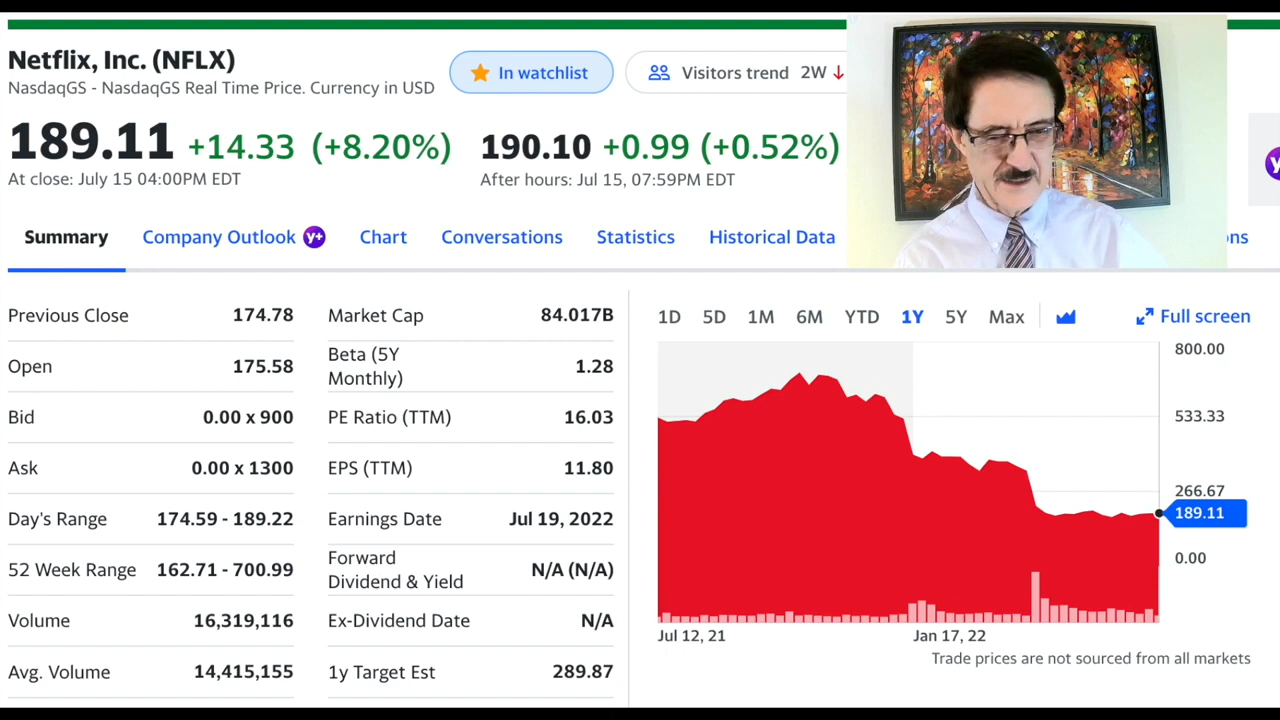 Netflix, Inc. (NFLX)
In watchlist
Visitors trend 2W
NasdaqGS - NasdaqGS Real Time Price. Currency in USD
189.11 +14.33 (+8.20%)
190.10 +0.99 (+0.52%)
At close: July 15 04:00PM EDT
After hours: Jul 15, 07:59PM EDT
Summary
Company Outlook
y+
Chart
Conversations
Statistics
Historical Data
Previous Close 174.78
Open 175.58
Bid 0.00 x 900
Ask 0.00 x 1300
Day's Range 174.59 - 189.22
52 Week Range 162.71 - 700.99
Volume 16,319,116
Avg. Volume 14,415,155
Market Cap 84.017B
Beta (5Y
Monthly) 1.28
PE Ratio (TTM) 16.03
EPS (TTM) 11.80
Earnings Date Jul 19, 2022
Forward
Dividend & Yield N/A (N/A)
Ex-Dividend Date N/A
1y Target Est 289.87
1D 5D 1M 6M YTD 1Y 5Y Max
Full screen
800.00
533.33
266.67
189.11
0.00
Jul 12, 21
Jan 17, 22
Trade prices are not sourced from all markets